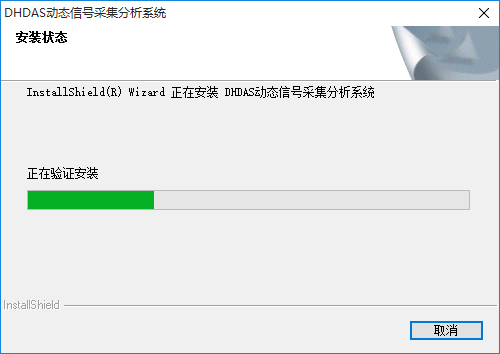 DHDAS动态信号采集分析系统
安装状态
InstallShield(R) Wizard 正在安装 DHDAS动态信号采集分析系统
正在验证安装
InstallShield
取消